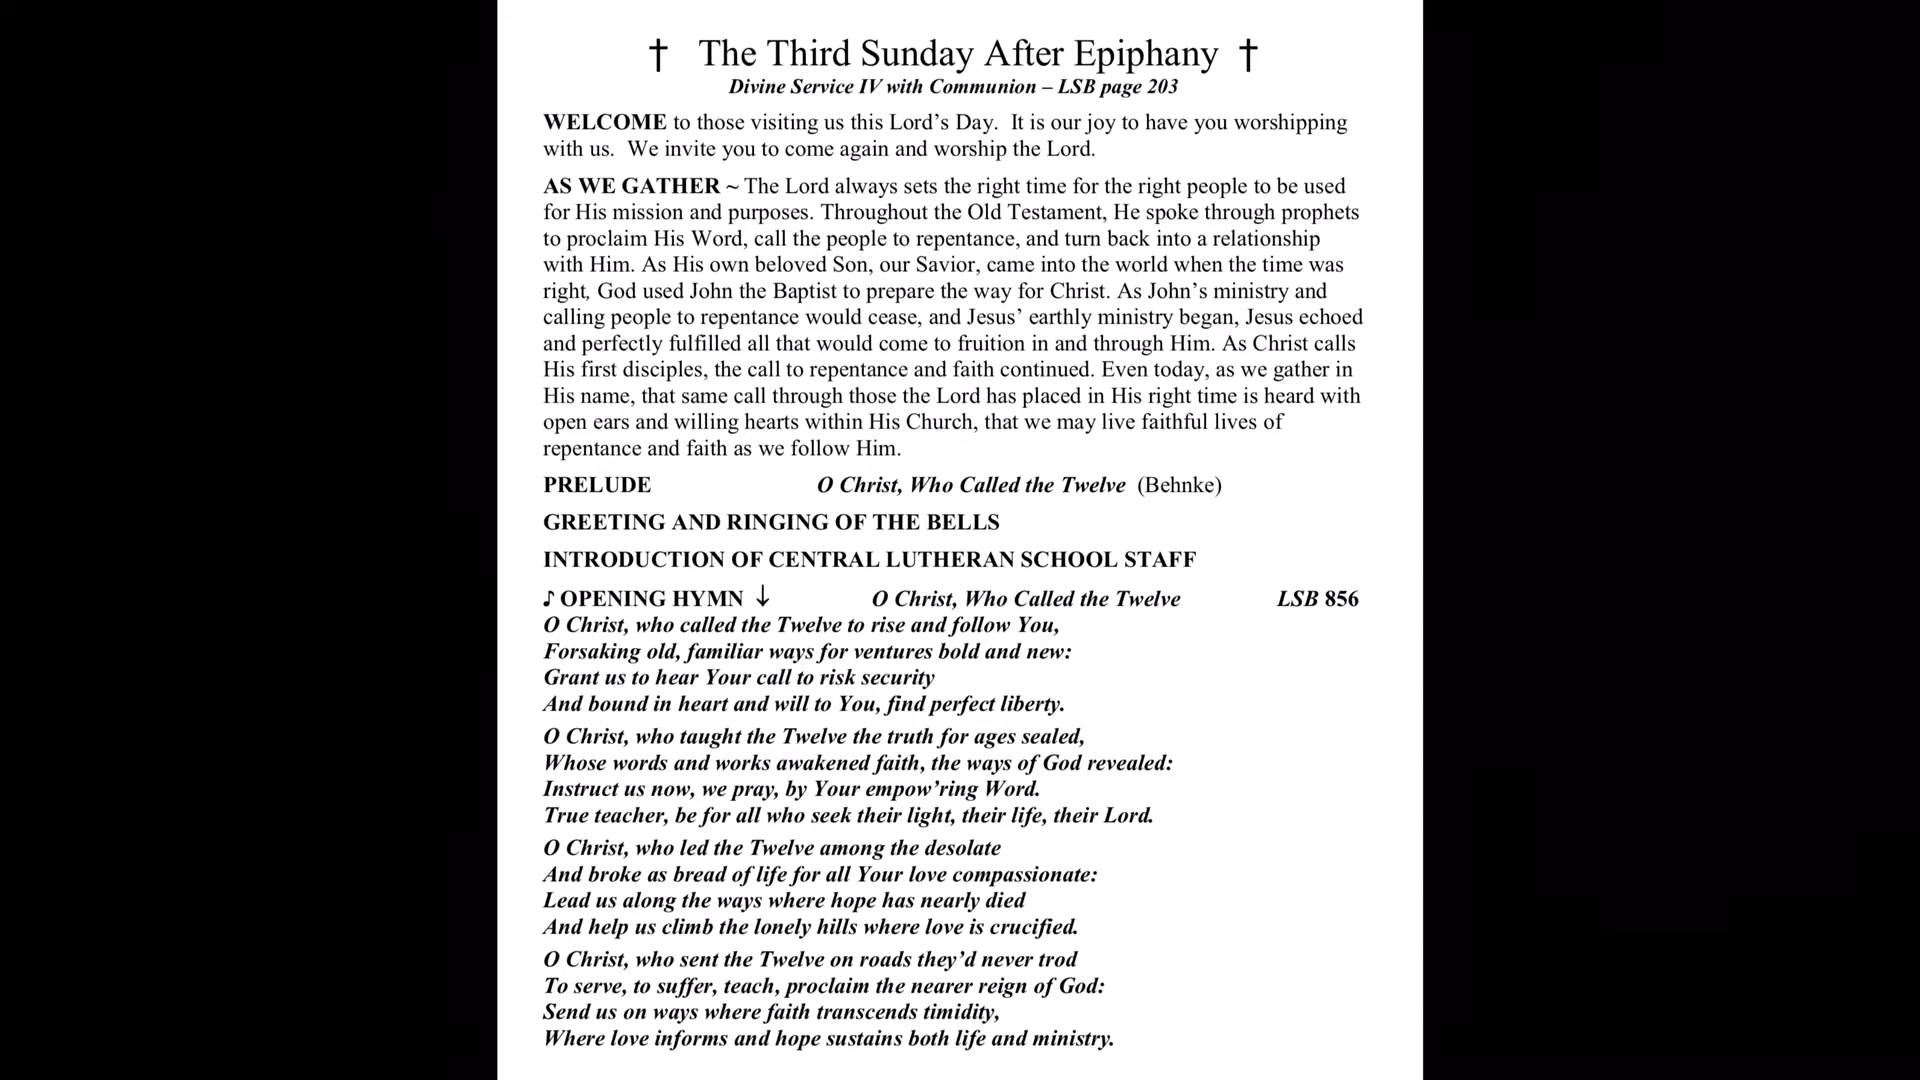 † The Third Sunday After Epiphany †
Divine Service IV with Communion – LSB page 203
WELCOME to those visiting us this Lord’s Day. It is our joy to have you worshipping
with us. We invite you to come again and worship the Lord.
AS WE GATHER ~ The Lord always sets the right time for the right people to be used
for His mission and purposes. Throughout the Old Testament, He spoke through prophets
to proclaim His Word, call the people to repentance, and turn back into a relationship
with Him. As His own beloved Son, our Savior, came into the world when the time was
right, God used John the Baptist to prepare the way for Christ. As John’s ministry and
calling people to repentance would cease, and Jesus’ earthly ministry began, Jesus echoed
and perfectly fulfilled all that would come to fruition in and through Him. As Christ calls
His first disciples, the call to repentance and faith continued. Even today, as we gather in
His name, that same call through those the Lord has placed in His right time is heard with
open ears and willing hearts within His Church, that we may live faithful lives of
repentance and faith as we follow Him.
PRELUDE O Christ, Who Called the Twelve (Behnke)
GREETING AND RINGING OF THE BELLS
INTRODUCTION OF CENTRAL LUTHERAN SCHOOL STAFF
♪ OPENING HYMN ↓ O Christ, Who Called the Twelve LSB 856
O Christ, who called the Twelve to rise and follow You,
Forsaking old, familiar ways for ventures bold and new:
Grant us to hear Your call to risk security
And bound in heart and will to You, find perfect liberty.
O Christ, who taught the Twelve the truth for ages sealed,
Whose words and works awakened faith, the ways of God revealed:
Instruct us now, we pray, by Your empow’ring Word.
True teacher, be for all who seek their light, their life, their Lord.
O Christ, who led the Twelve among the desolate
And broke as bread of life for all Your love compassionate:
Lead us along the ways where hope has nearly died
And help us climb the lonely hills where love is crucified.
O Christ, who sent the Twelve on roads they’d never trod
To serve, to suffer, teach, proclaim the nearer reign of God:
Send us on ways where faith transcends timidity,
Where love informs and hope sustains both life and ministry.